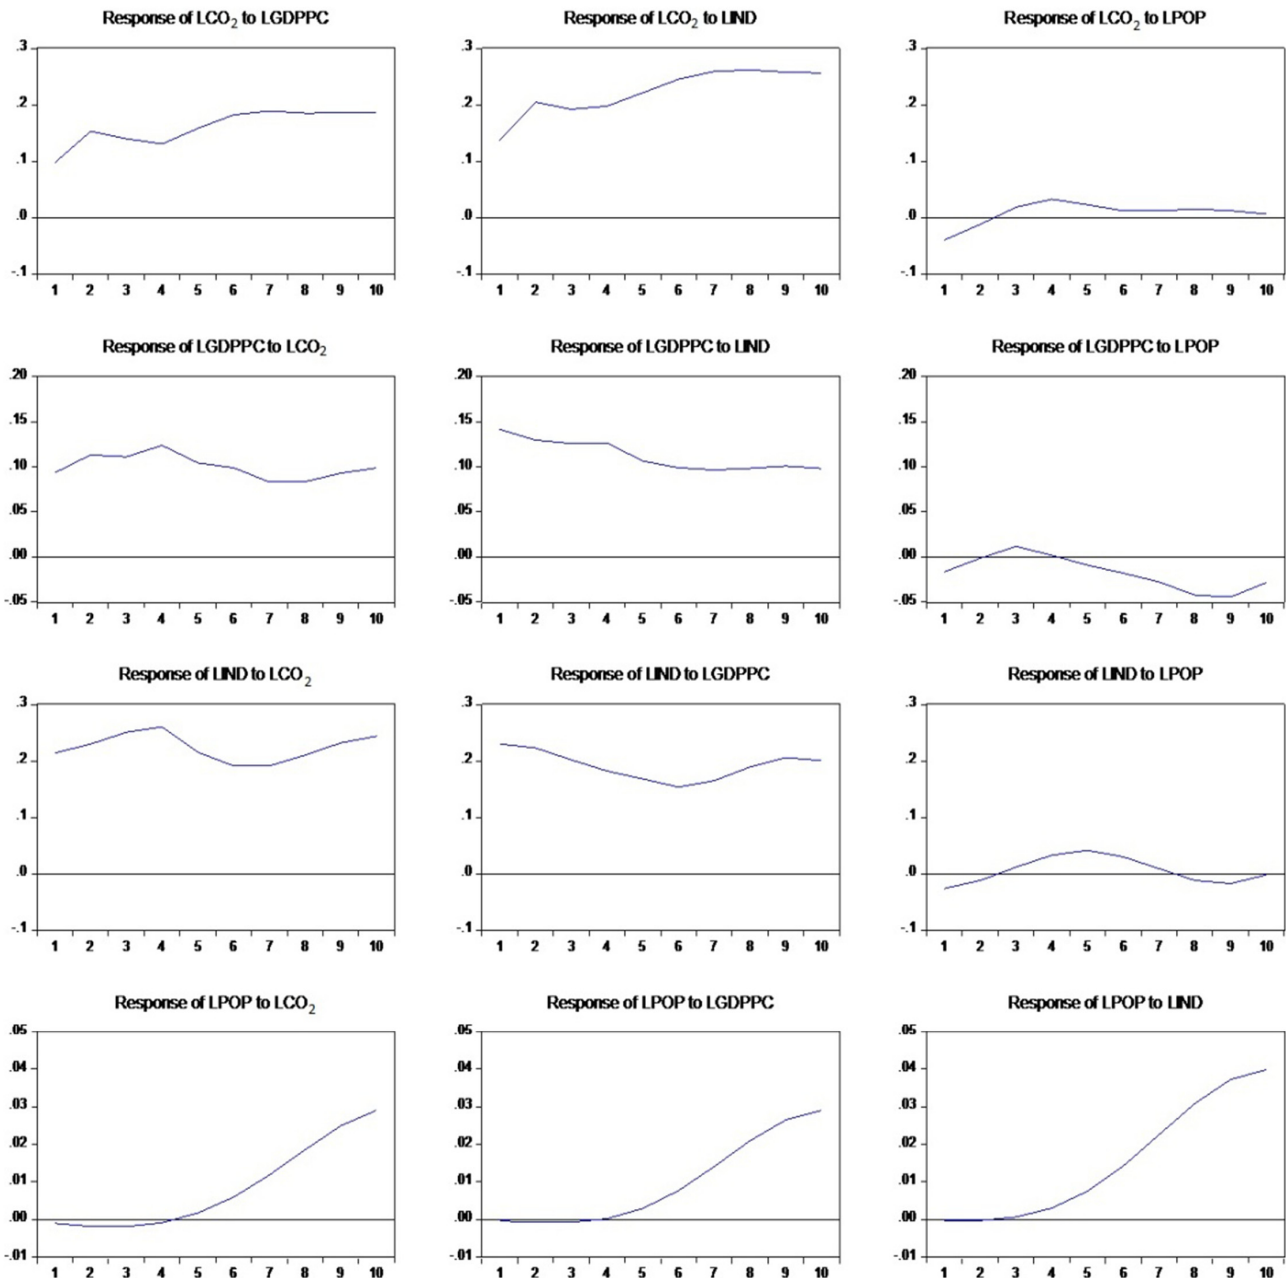 Response of LCO₂ to LGDPPC
Response of LCO₂ to LIND
Response of LCO₂ to LPOP
.3
.2
.1
.0
-.1
1 2 3 4 5 6 7 8 9 10
.3
.2
.1
.0
-.1
1 2 3 4 5 6 7 8 9 10
.3
.2
.1
.0
-.1
1 2 3 4 5 6 7 8 9 10
Response of LGDPPC to LCO₂
Response of LGDPPC to LIND
Response of LGDPPC to LPOP
.20
.15
.10
.05
.00
-.05
1 2 3 4 5 6 7 8 9 10
.20
.15
.10
.05
.00
-.05
1 2 3 4 5 6 7 8 9 10
.20
.15
.10
.05
.00
-.05
1 2 3 4 5 6 7 8 9 10
Response of LIND to LCO₂
Response of LIND to LGDPPC
Response of LIND to LPOP
.3
.2
.1
.0
-.1
1 2 3 4 5 6 7 8 9 10
.3
.2
.1
.0
-.1
1 2 3 4 5 6 7 8 9 10
.3
.2
.1
.0
-.1
1 2 3 4 5 6 7 8 9 10
Response of LPOP to LCO₂
Response of LPOP to LGDPPC
Response of LPOP to LIND
.05
.04
.03
.02
.01
.00
-.01
1 2 3 4 5 6 7 8 9 10
.05
.04
.03
.02
.01
.00
-.01
1 2 3 4 5 6 7 8 9 10
.05
.04
.03
.02
.01
.00
-.01
1 2 3 4 5 6 7 8 9 10